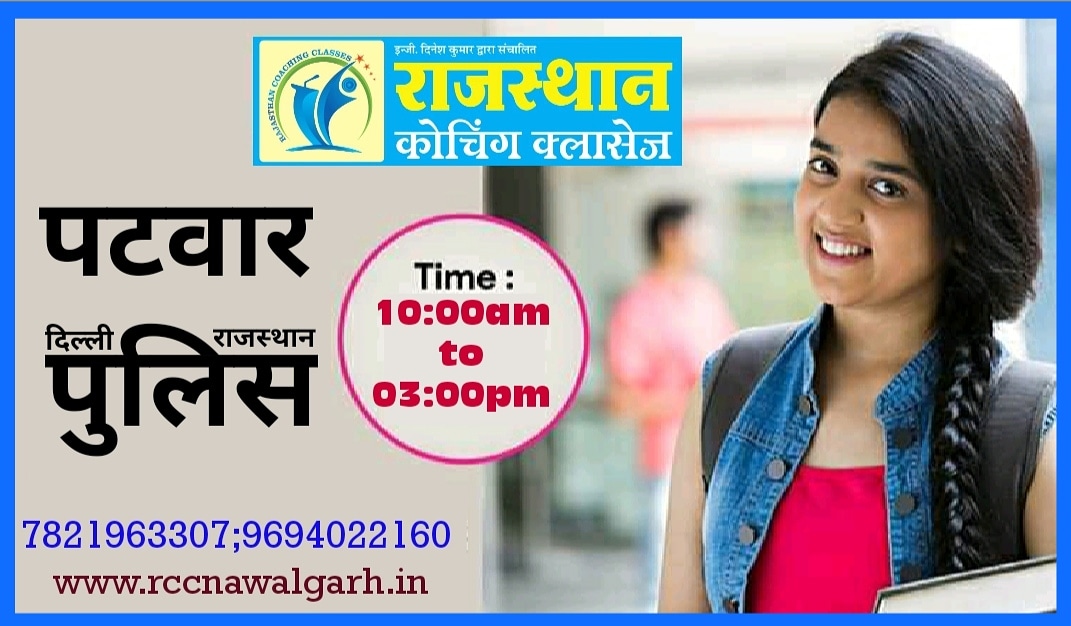 RAJASTHAN COACHING CLASSES
इन्जी. दिनेश कुमार द्वारा संचालित
राजस्थान
कोचिंग क्लासेज
पटवार
दिल्ली राजस्थान
पुलिस
Time :
10:00am
to
03:00pm
7821963307;9694022160
www.rccnawalgarh.in